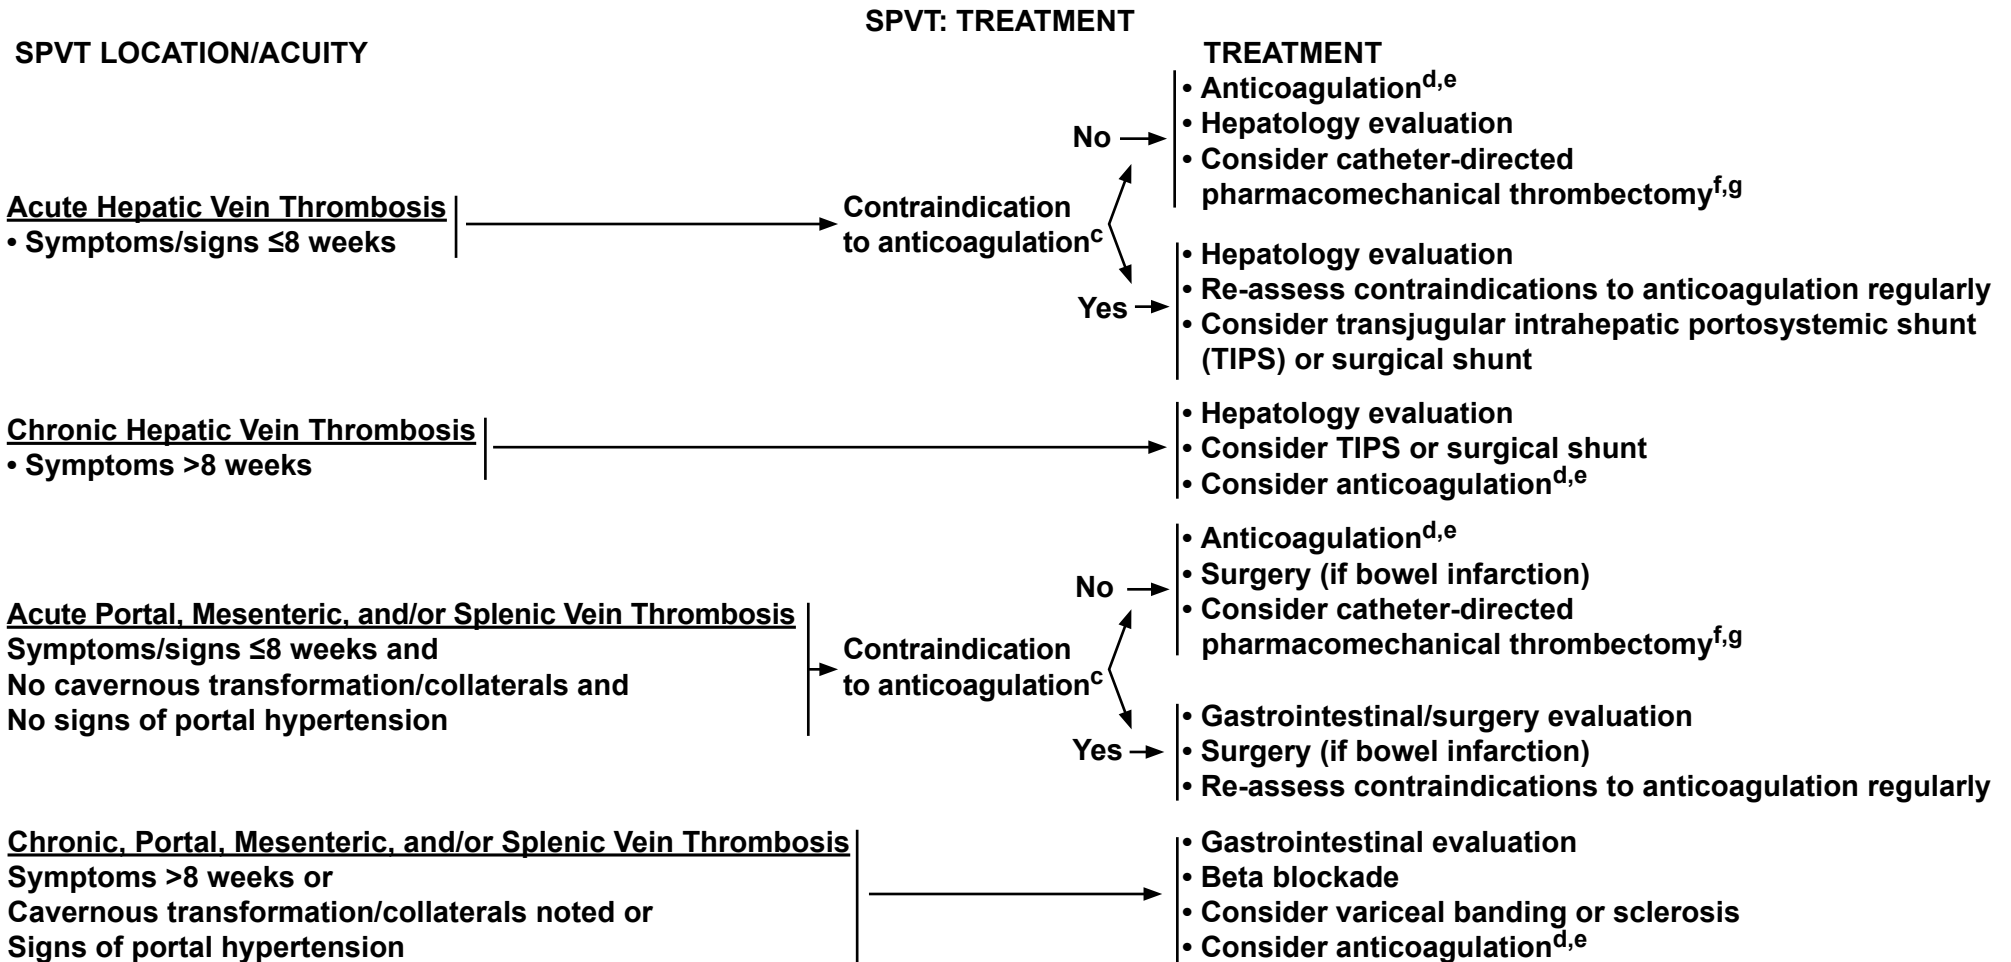 SPVT: TREATMENT
SPVT LOCATION/ACUITY
TREATMENT
Acute Hepatic Vein Thrombosis
• Symptoms/signs ≤8 weeks
Contraindication
to anticoagulationᶜ
No
• Anticoagulationᵈ,ᵉ
• Hepatology evaluation
• Consider catheter-directed
pharmacomechanical thrombectomyᶠ,ᵍ
Yes
• Hepatology evaluation
• Re-assess contraindications to anticoagulation regularly
• Consider transjugular intrahepatic portosystemic shunt
(TIPS) or surgical shunt
Chronic Hepatic Vein Thrombosis
• Symptoms >8 weeks
• Hepatology evaluation
• Consider TIPS or surgical shunt
• Consider anticoagulationᵈ,ᵉ
Acute Portal, Mesenteric, and/or Splenic Vein Thrombosis
Symptoms/signs ≤8 weeks and
No cavernous transformation/collaterals and
No signs of portal hypertension
Contraindication
to anticoagulationᶜ
No
• Anticoagulationᵈ,ᵉ
• Surgery (if bowel infarction)
• Consider catheter-directed
pharmacomechanical thrombectomyᶠ,ᵍ
Yes
• Gastrointestinal/surgery evaluation
• Surgery (if bowel infarction)
• Re-assess contraindications to anticoagulation regularly
Chronic, Portal, Mesenteric, and/or Splenic Vein Thrombosis
Symptoms >8 weeks or
Cavernous transformation/collaterals noted or
Signs of portal hypertension
• Gastrointestinal evaluation
• Beta blockade
• Consider variceal banding or sclerosis
• Consider anticoagulationᵈ,ᵉ